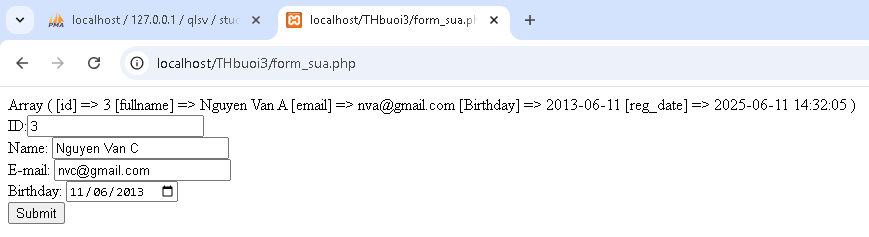 localhost / 127.0.0.1 / qlsv / stud
localhost/THbuoi3/form_sua.ph
localhost/THbuoi3/form_sua.php
Array ( [id] => 3 [fullname] => Nguyen Van A [email] => nva@gmail.com [Birthday] => 2013-06-11 [reg_date] => 2025-06-11 14:32:05 )
ID: 3
Name: Nguyen Van C
E-mail: nvc@gmail.com
Birthday: 11/06/2013
Submit